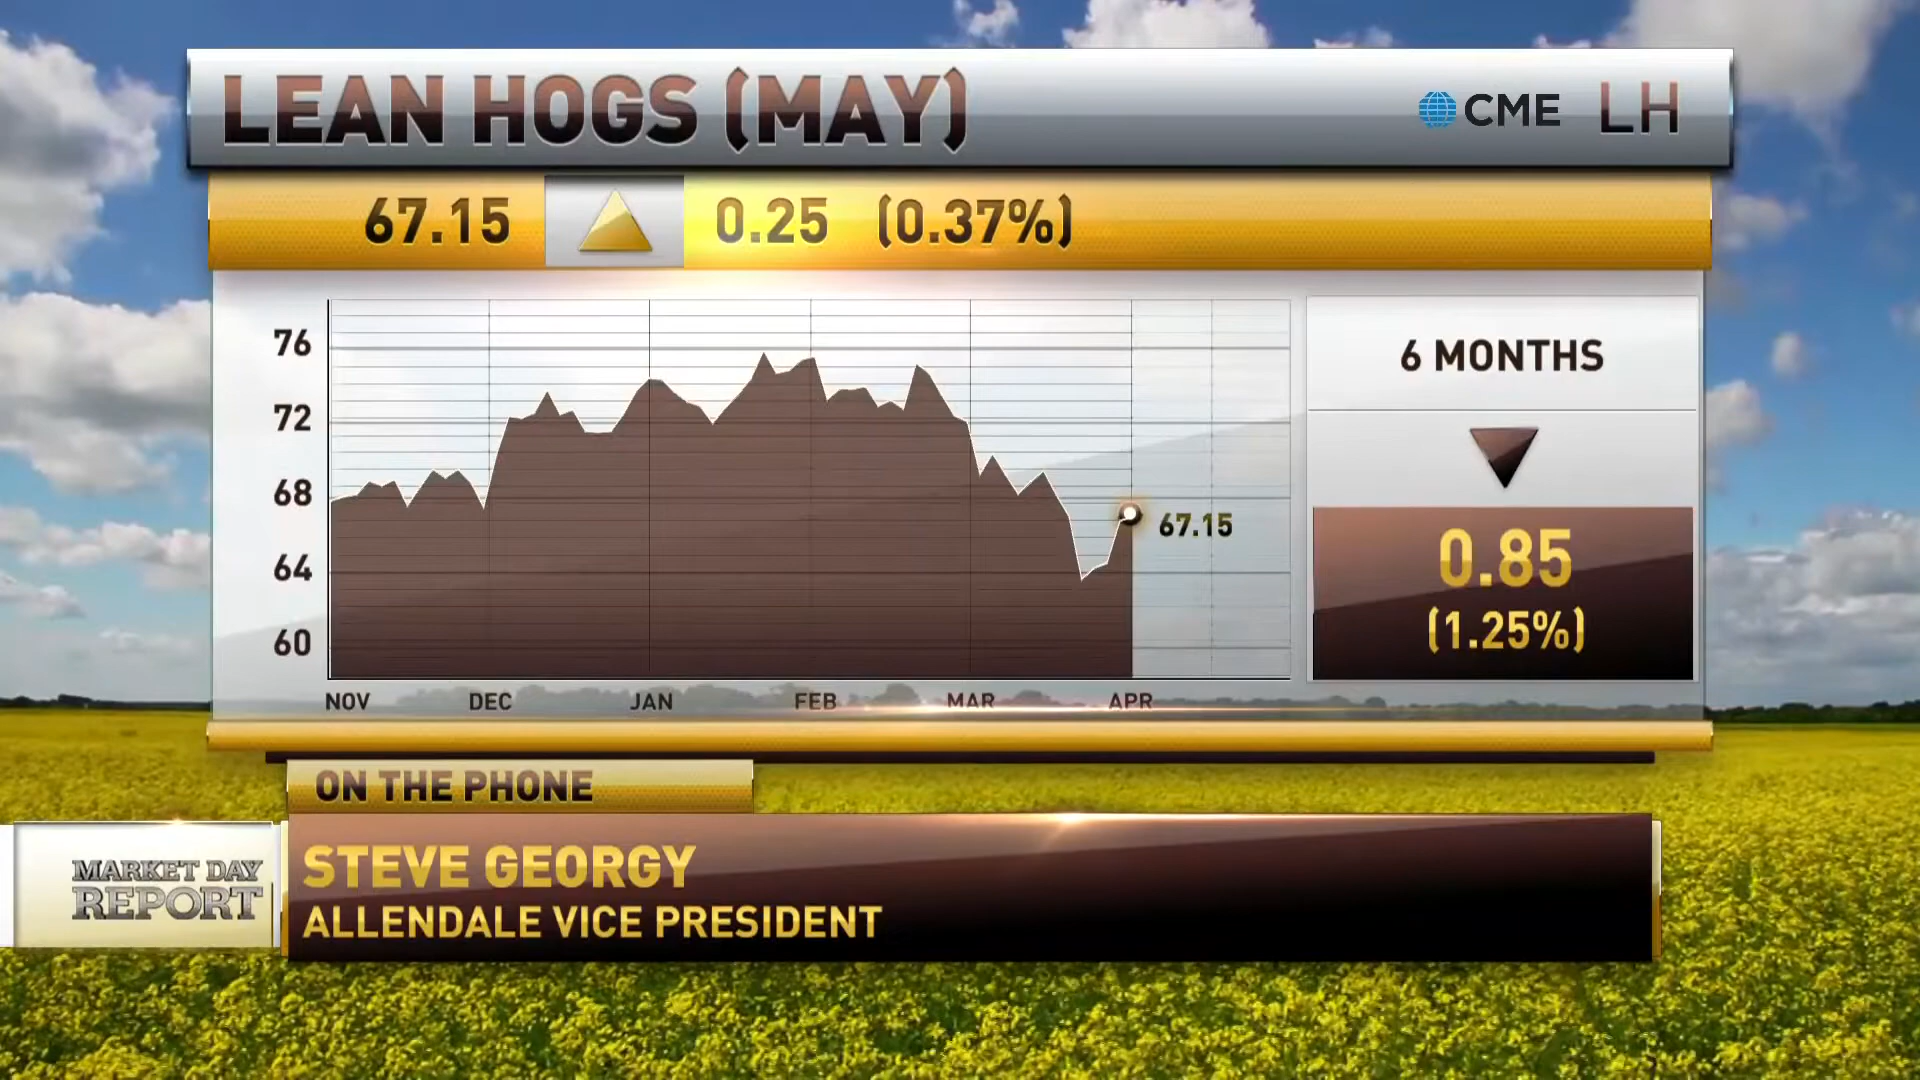 LEAN HOGS (MAY)
CME LH
67.15 0.25 (0.37%)
76
72
68
64
60
67.15
NOV DEC JAN FEB MAR APR
6 MONTHS
0.85
(1.25%)
ON THE PHONE
MARKET DAY
REPORT
STEVE GEORGY
ALLENDALE VICE PRESIDENT